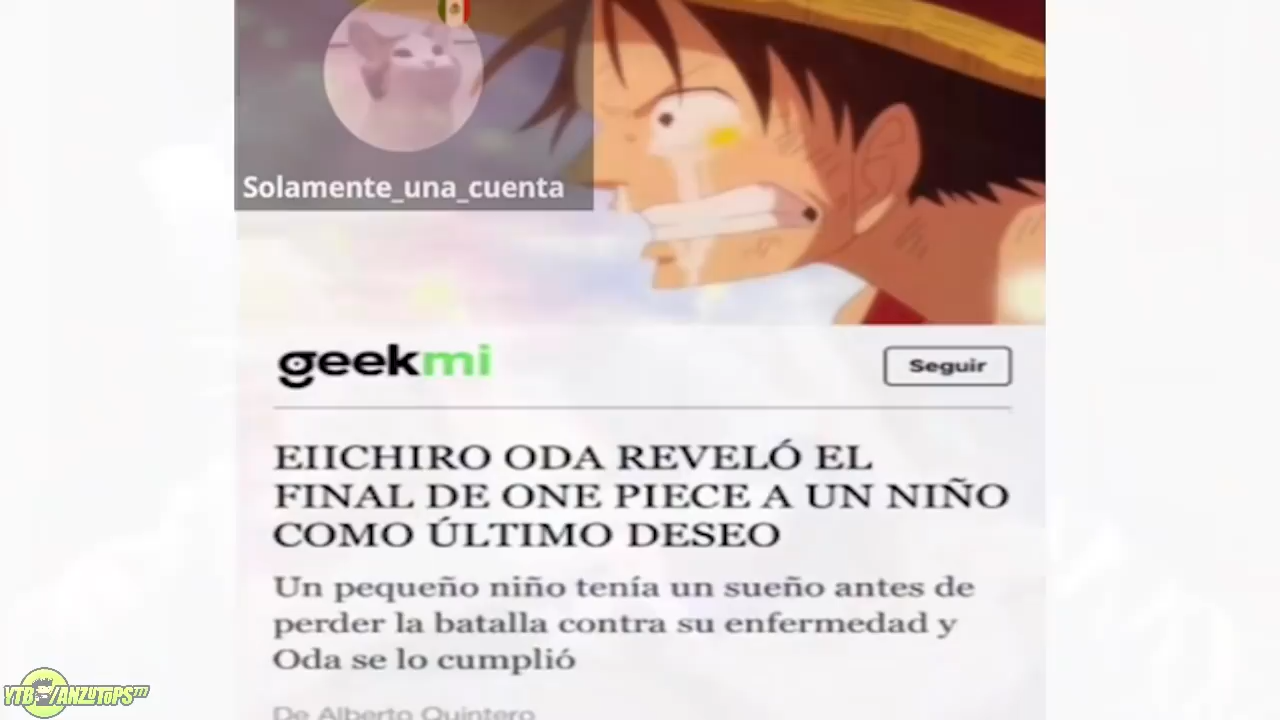 Solamente_una_cuenta
geekmi
Seguir
EIICHIRO ODA REVELÓ EL
FINAL DE ONE PIECE A UN NIÑO
COMO ÚLTIMO DESEO
Un pequeño niño tenía un sueño antes de
perder la batalla contra su enfermedad y
Oda se lo cumplió
De Alberto Quintero